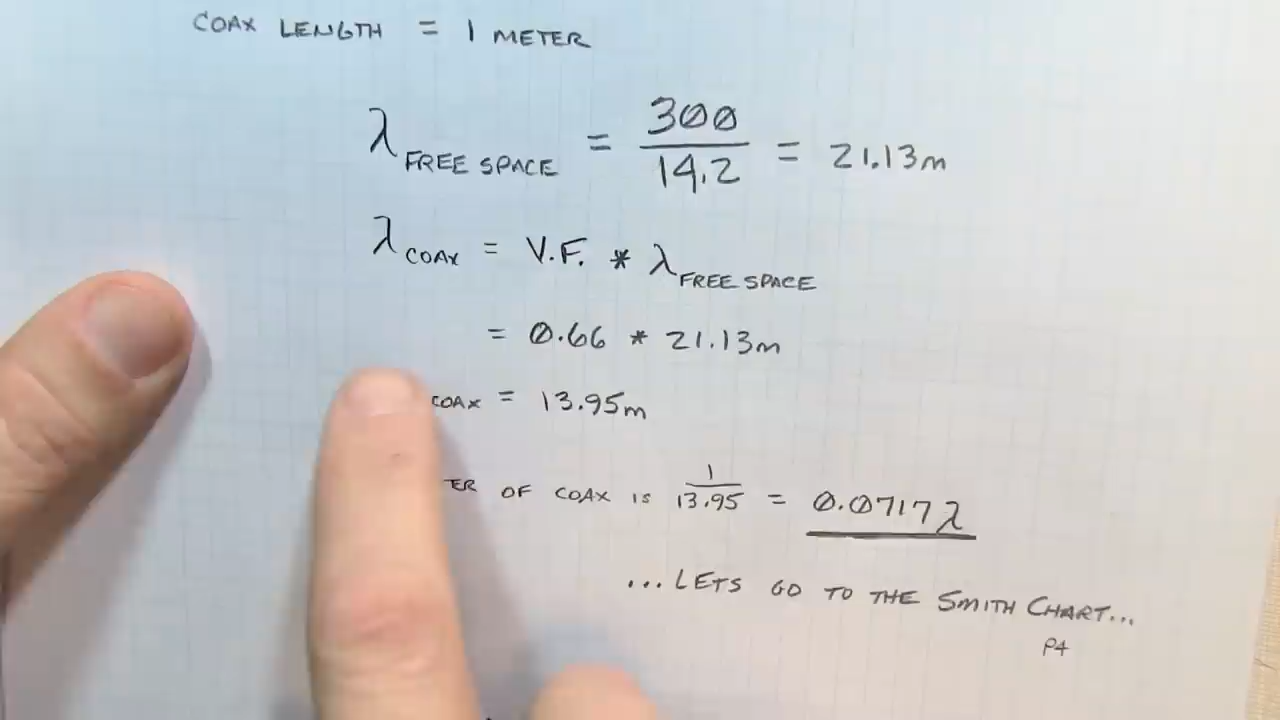 COAX LENGTH = 1 METER
λ FREE SPACE = 300 / 14.2 = 21.13m
λ COAX = V.F. * λ FREE SPACE
= 0.66 * 21.13m
COAX = 13.95m
TER OF COAX IS 1 / 13.95 = 0.0717λ
...LETS GO TO THE SMITH CHART...
P4